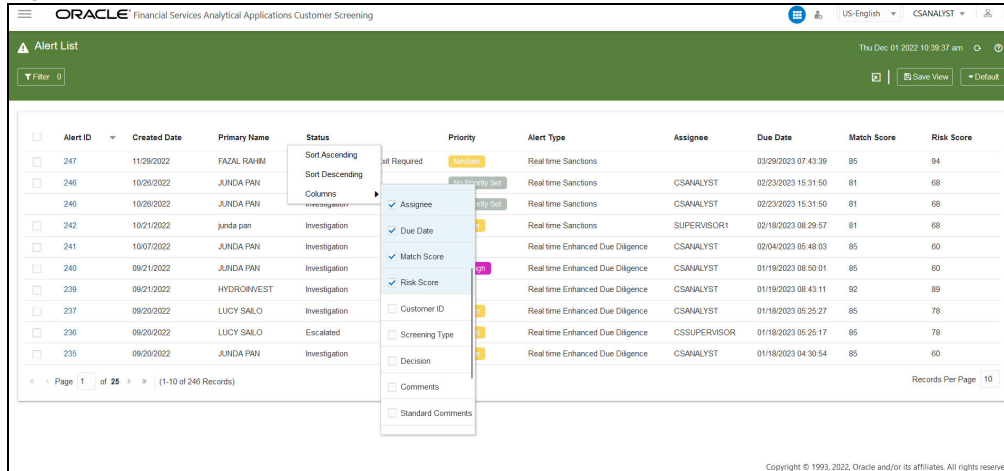 ORACLE Financial Services Analytical Applications Customer Screening US-English CSANALYST
Alert List Thu Dec 01 2022 10:39:37 am
Filter 0 Save View Default
Alert ID Created Date Primary Name Status Priority Alert Type Assignee Due Date Match Score Risk Score
247 11/29/2022 FAZAL RAHIM Required Medium Real time Sanctions 03/29/2023 07:43:39 85 94
246 10/26/2022 JUNDA PAN No Priority Set Real time Sanctions CSANALYST 02/23/2023 15:31:50 81 68
246 10/26/2022 JUNDA PAN Investigation Real time Sanctions CSANALYST 02/23/2023 15:31:50 81 68
242 10/21/2022 junda pan Investigation Real time Sanctions SUPERVISOR1 02/18/2023 08:29:57 81 68
241 10/07/2022 JUNDA PAN Investigation Real time Enhanced Due Diligence CSANALYST 02/04/2023 05:48:03 85 60
240 09/21/2022 JUNDA PAN Investigation Real time Enhanced Due Diligence CSANALYST 01/19/2023 08:50:01 85 60
239 09/21/2022 HYDROINVEST Investigation Real time Enhanced Due Diligence CSANALYST 01/19/2023 08:43:11 92 89
237 09/20/2022 LUCY SAILO Investigation Real time Enhanced Due Diligence CSANALYST 01/18/2023 05:25:27 85 78
236 09/20/2022 LUCY SAILO Escalated Real time Enhanced Due Diligence CSSUPERVISOR 01/18/2023 05:25:17 85 78
235 09/20/2022 JUNDA PAN Investigation Real time Enhanced Due Diligence CSANALYST 01/18/2023 04:30:54 85 60
Sort Ascending
Sort Descending
Columns
Assignee
Due Date
Match Score
Risk Score
Customer ID
Screening Type
Decision
Comments
Standard Comments
Page 1 of 25 (1-10 of 246 Records) Records Per Page 10
Copyright © 1993, 2022, Oracle and/or its affiliates. All rights reserve